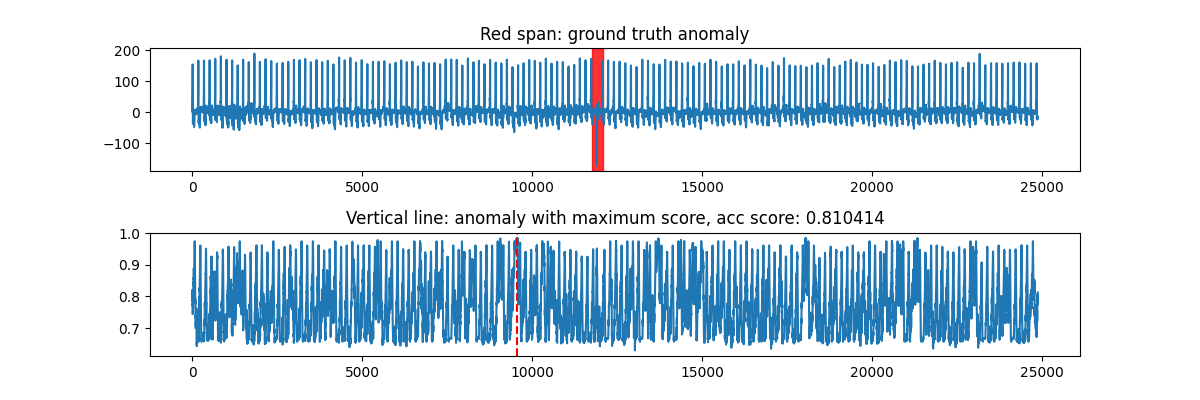 Red span: ground truth anomaly
200
100
0
−100
0 5000 10000 15000 20000 25000
Vertical line: anomaly with maximum score, acc score: 0.810414
1.0
0.9
0.8
0.7
0 5000 10000 15000 20000 25000